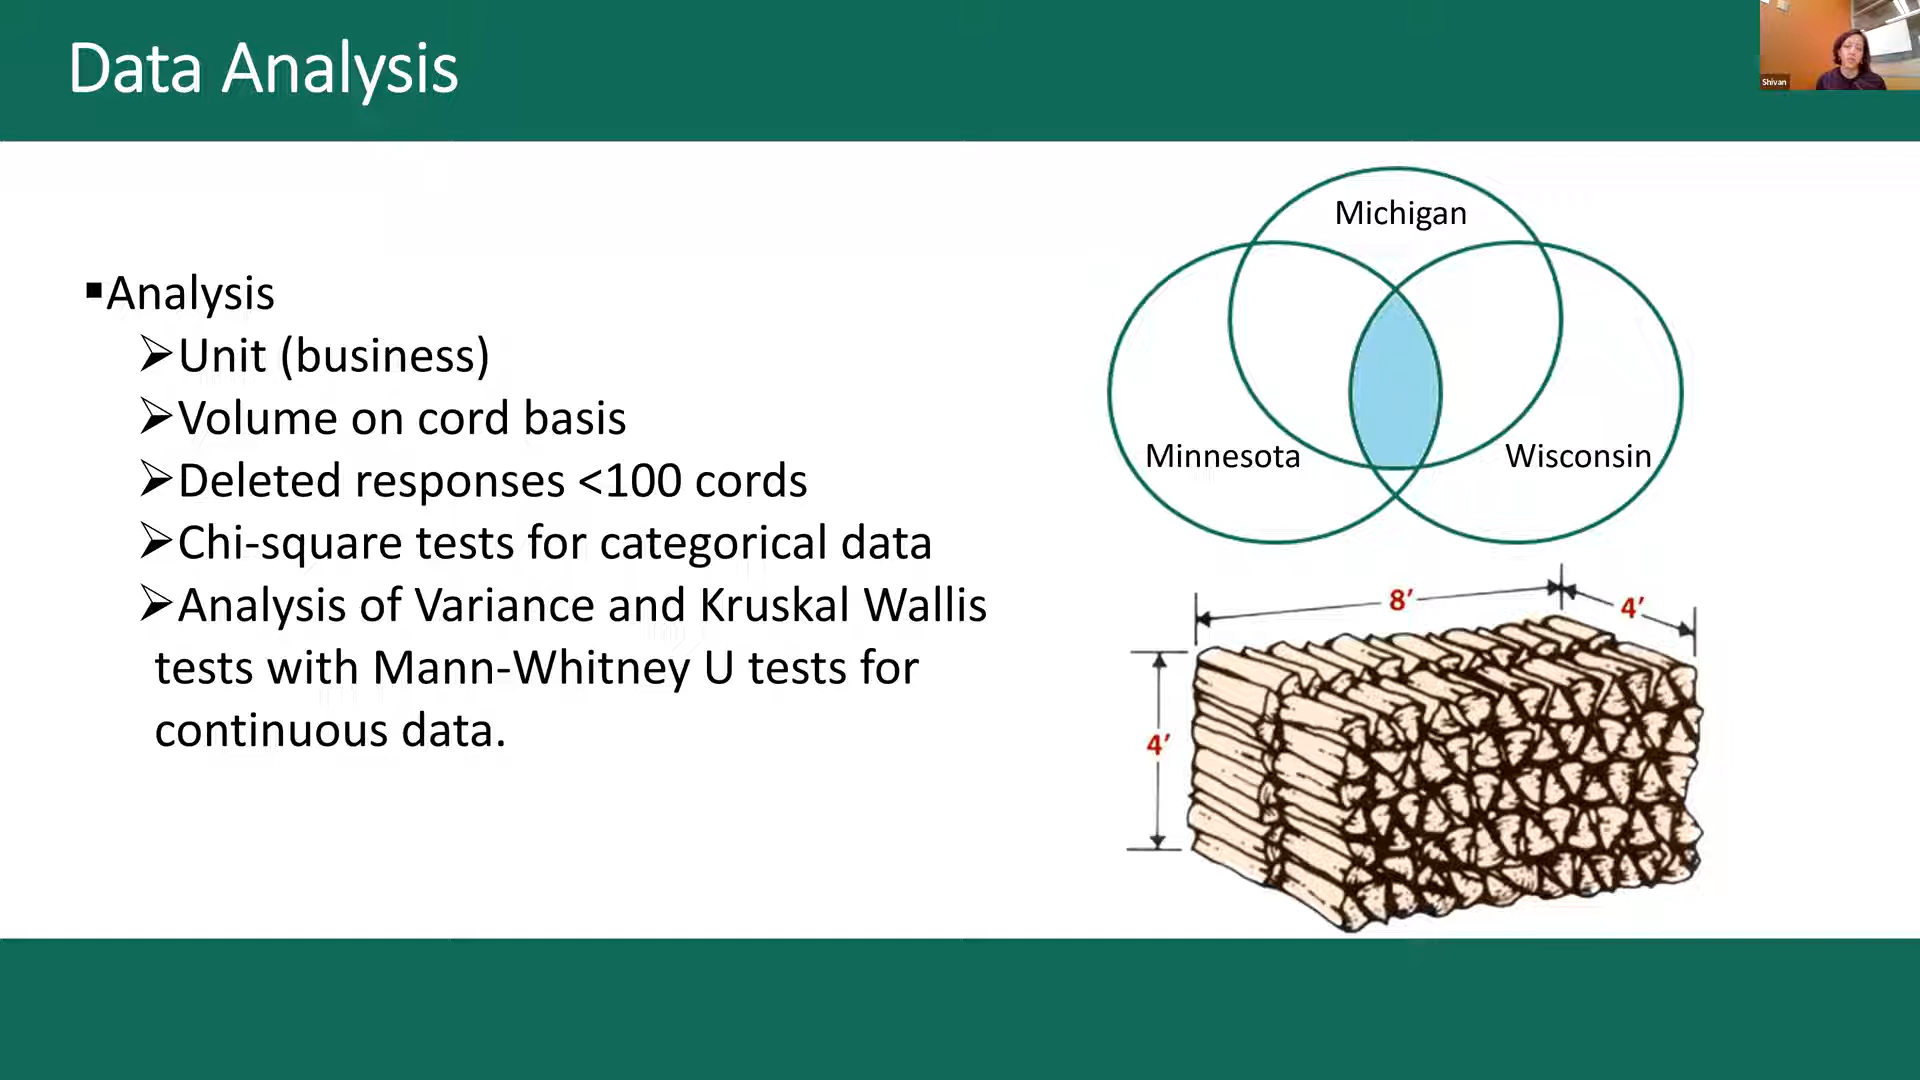 Data Analysis
Shivan
▪Analysis
➢Unit (business)
➢Volume on cord basis
➢Deleted responses <100 cords
➢Chi-square tests for categorical data
➢Analysis of Variance and Kruskal Wallis
tests with Mann-Whitney U tests for
continuous data.
Michigan
Minnesota
Wisconsin
8′
4′
4′